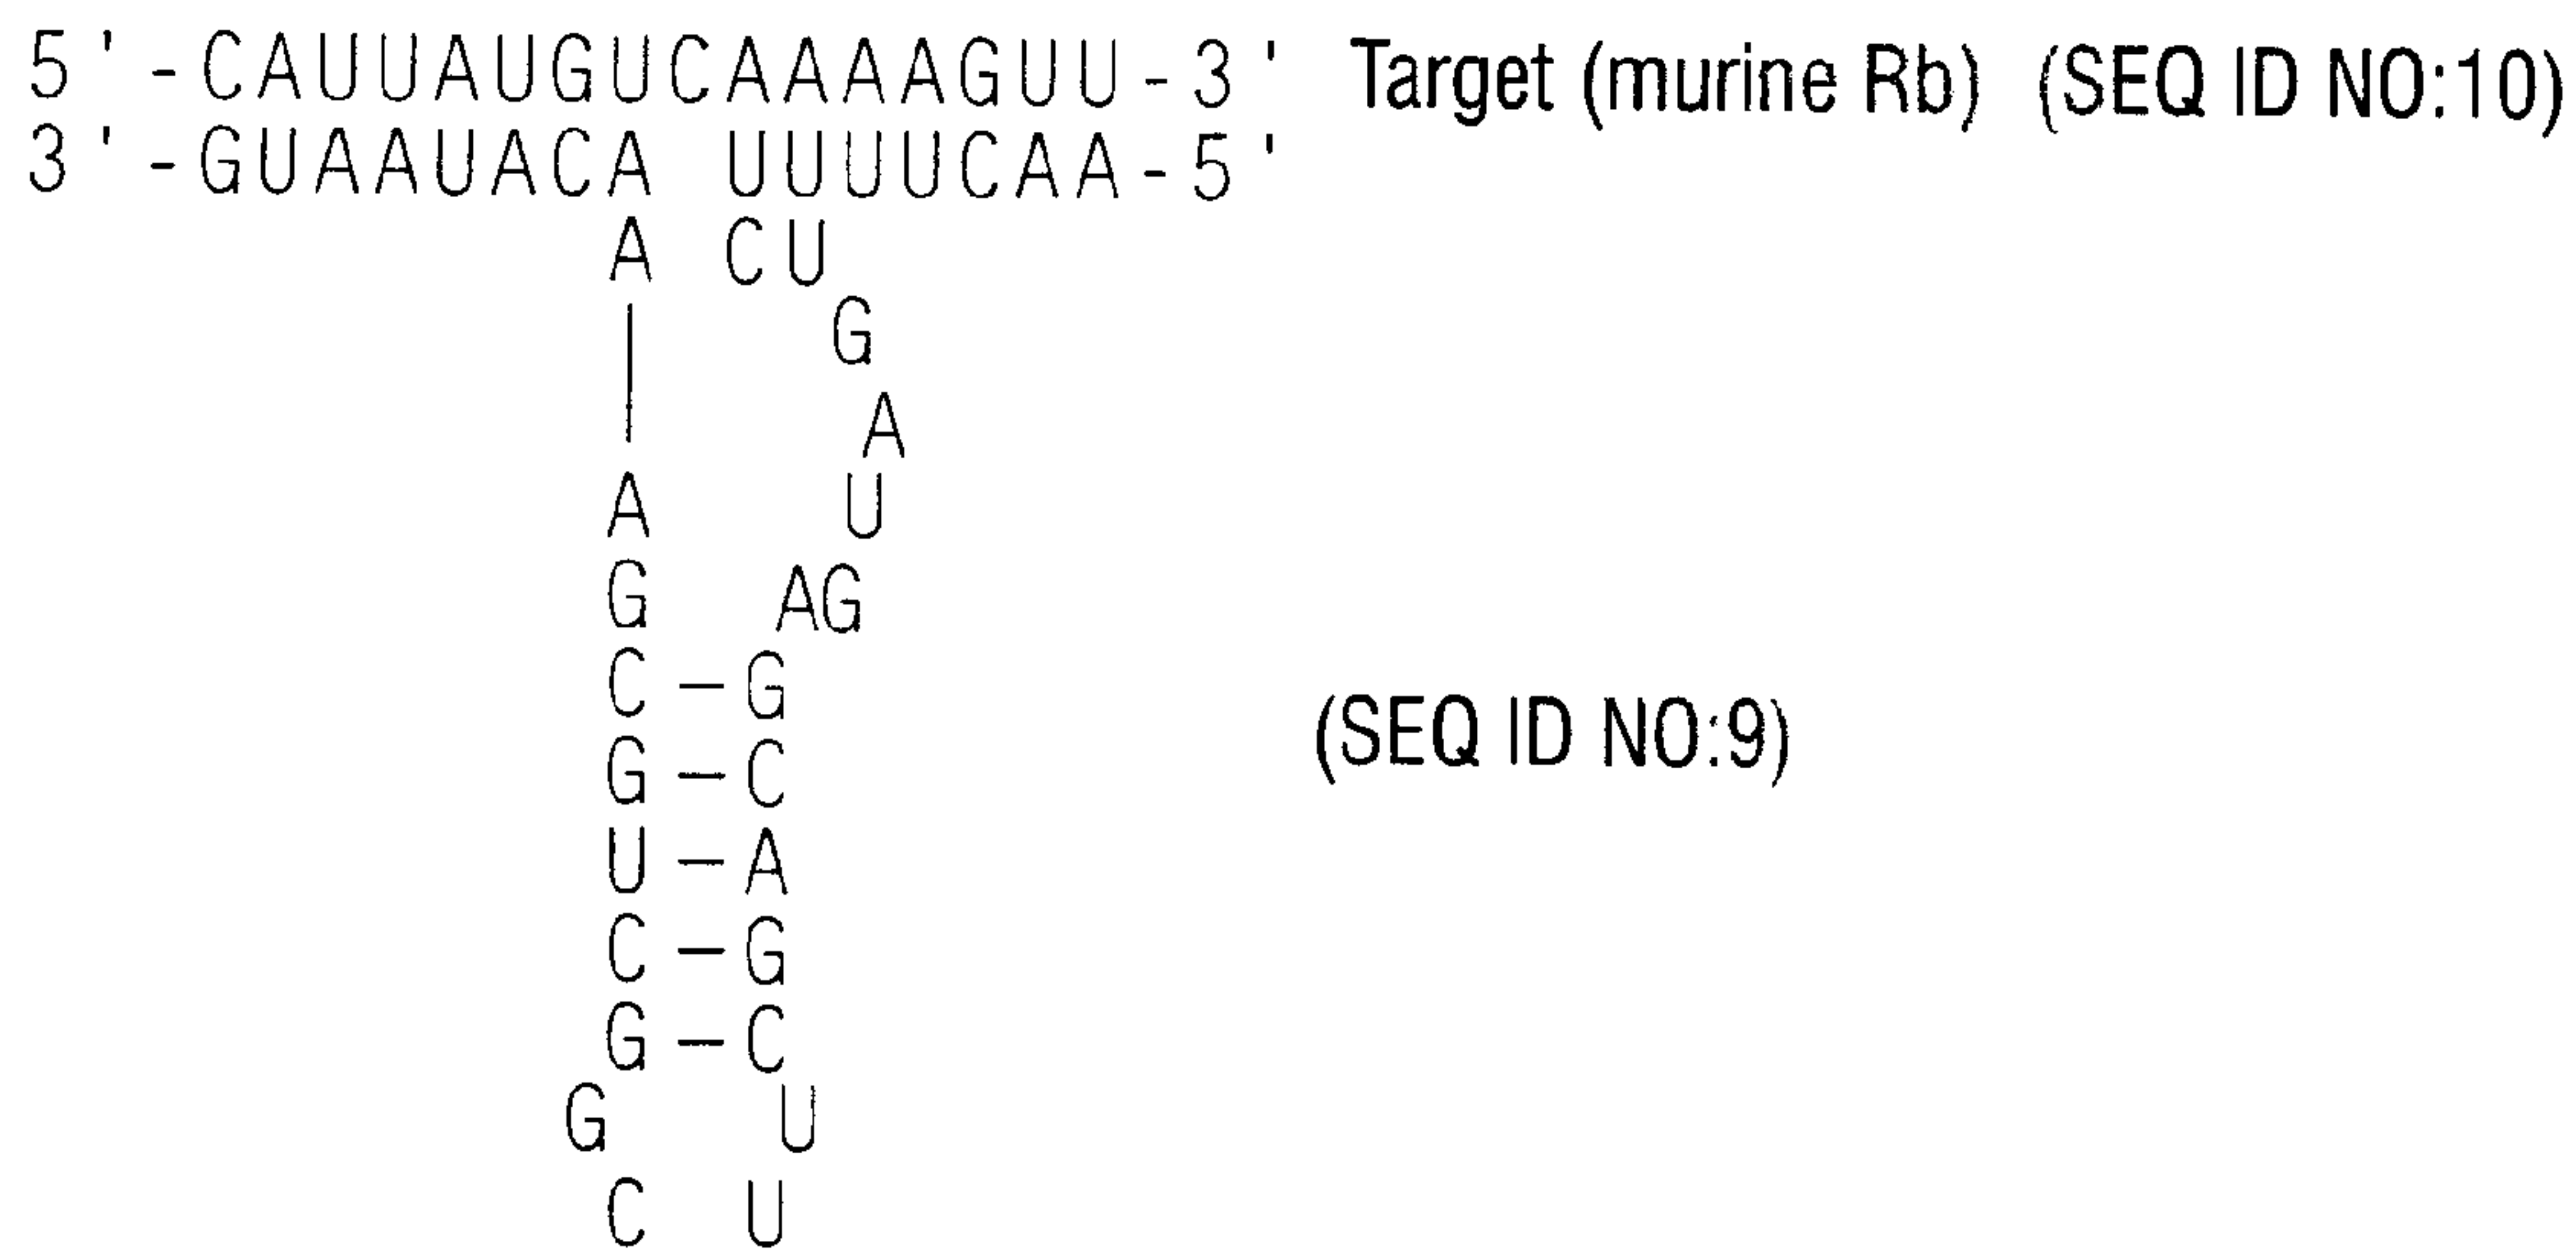 5'-CAUUAUGUCAAAAGUU-3' Target (murine Rb) (SEQ ID NO:10)
3'-GUAAUACA UUUUCAA-5'
A CU
G
A
A U
G AG
C-G
G-C (SEQ ID NO:9)
U-A
C-G
G-C
G U
C U